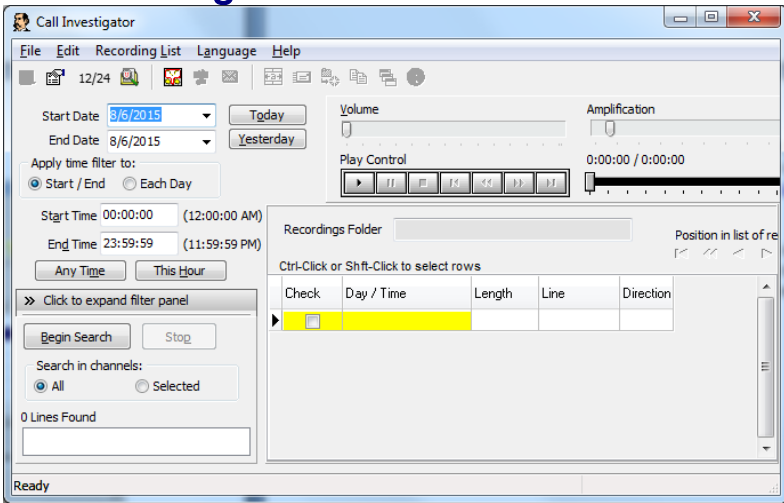 Call Investigator
File Edit Recording List Language Help
12/24
Start Date 8/6/2015 Today
End Date 8/6/2015 Yesterday
Apply time filter to:
Start / End Each Day
Start Time 00:00:00 (12:00:00 AM)
End Time 23:59:59 (11:59:59 PM)
Any Time This Hour
Click to expand filter panel
Begin Search Stop
Search in channels:
All Selected
0 Lines Found
Volume Amplification
Play Control 0:00:00 / 0:00:00
Recordings Folder Position in list of re
Ctrl-Click or Shft-Click to select rows
Check Day / Time Length Line Direction
Ready